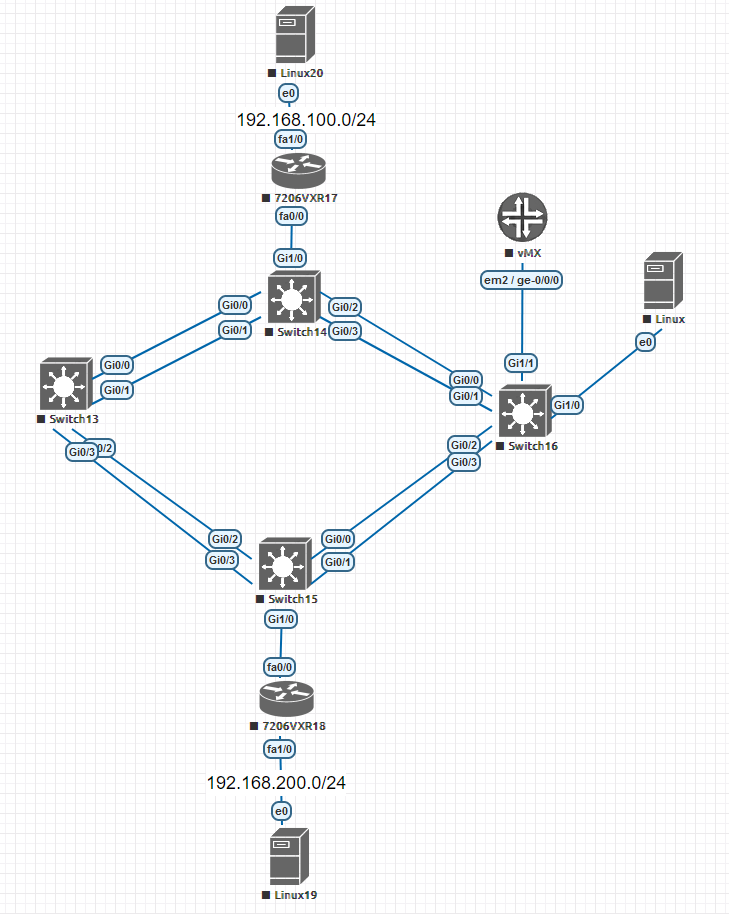 Linux20
e0
192.168.100.0/24
fa1/0
7206VXR17
fa0/0
vMX
Gi1/0
em2 / ge-0/0/0
Gi0/0
Gi0/2
Linux
Gi0/1
Switch14
Gi0/3
e0
Gi0/0
Gi1/1
Gi0/0
Gi0/1
Gi0/1
Gi1/0
Switch13
Switch16
Gi0/3
0/2
Gi0/2
Gi0/3
Gi0/2
Gi0/0
Gi0/3
Gi0/1
Switch15
Gi1/0
fa0/0
7206VXR18
fa1/0
192.168.200.0/24
e0
Linux19